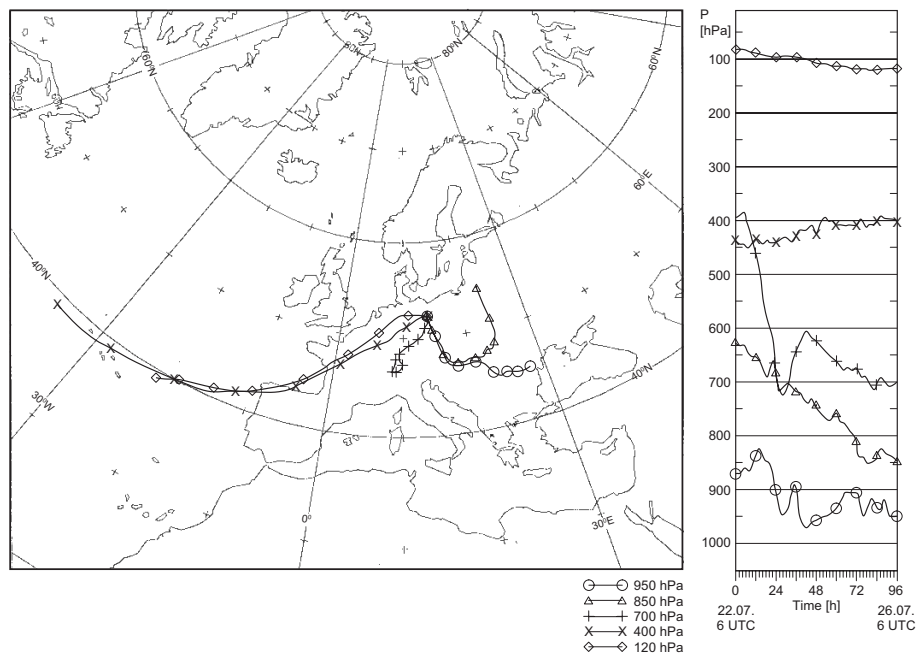 P
[hPa]
100
200
300
400
500
600
700
800
900
1000
0 24 48 72 96
Time [h]
22.07. 26.07.
6 UTC 6 UTC
60°N
80°N
60°N
40°N
60°E
30°W
0°
30°E
40°N
950 hPa
850 hPa
700 hPa
400 hPa
120 hPa